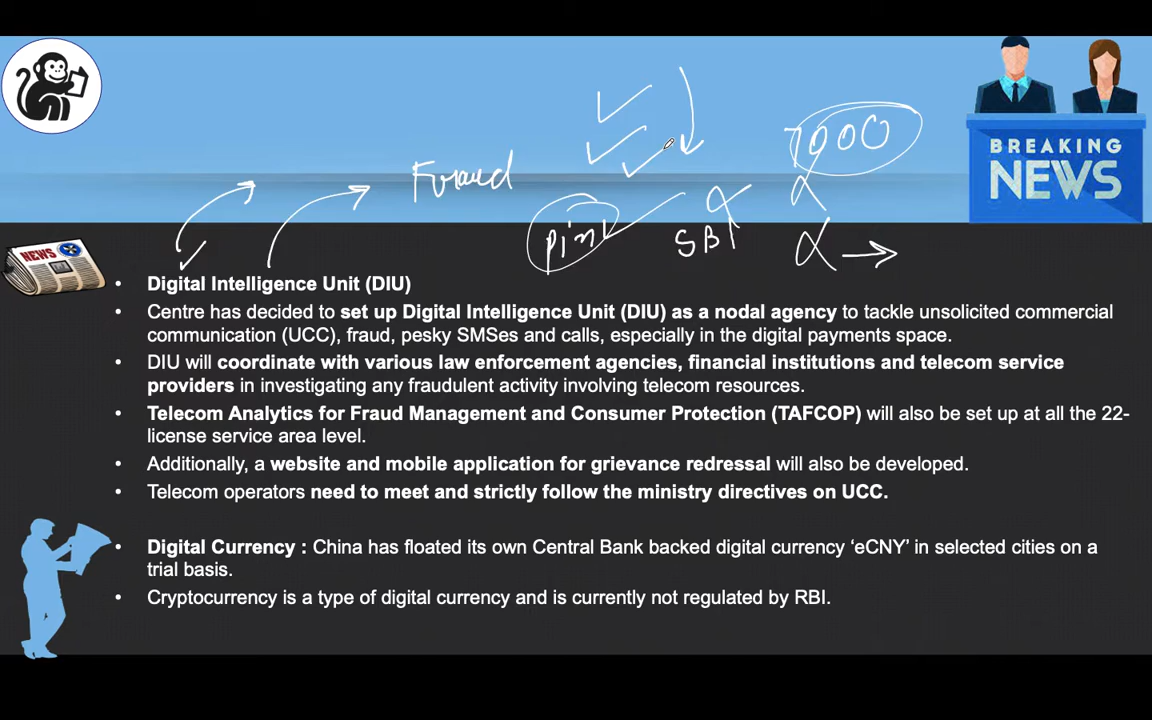 BREAKING
NEWS
7000
Fraud
Pin
SBI
NEWS
• Digital Intelligence Unit (DIU)
• Centre has decided to set up Digital Intelligence Unit (DIU) as a nodal agency to tackle unsolicited commercial
communication (UCC), fraud, pesky SMSes and calls, especially in the digital payments space.
• DIU will coordinate with various law enforcement agencies, financial institutions and telecom service
providers in investigating any fraudulent activity involving telecom resources.
• Telecom Analytics for Fraud Management and Consumer Protection (TAFCOP) will also be set up at all the 22-
license service area level.
• Additionally, a website and mobile application for grievance redressal will also be developed.
• Telecom operators need to meet and strictly follow the ministry directives on UCC.
• Digital Currency : China has floated its own Central Bank backed digital currency ‘eCNY’ in selected cities on a
trial basis.
• Cryptocurrency is a type of digital currency and is currently not regulated by RBI.